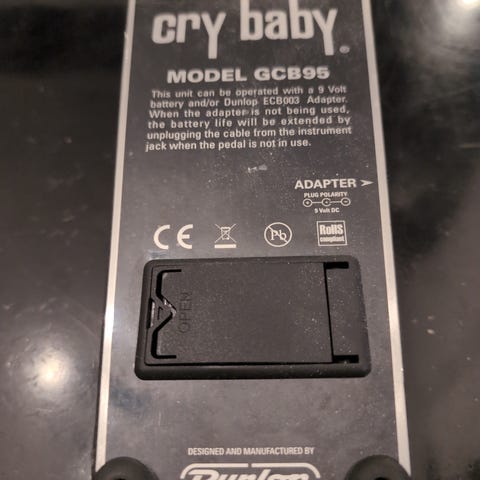 cry baby®
MODEL GCB95
This unit can be operated with a 9 Volt
battery and/or Dunlop ECB003 Adapter.
When the adapter is not being used,
the battery life will be extended by
unplugging the cable from the instrument
jack when the pedal is not in use.
ADAPTER
PLUG POLARITY
9 Volt DC
CE
Pb
RoHS
compliant
OPEN
DESIGNED AND MANUFACTURED BY
Dunlop